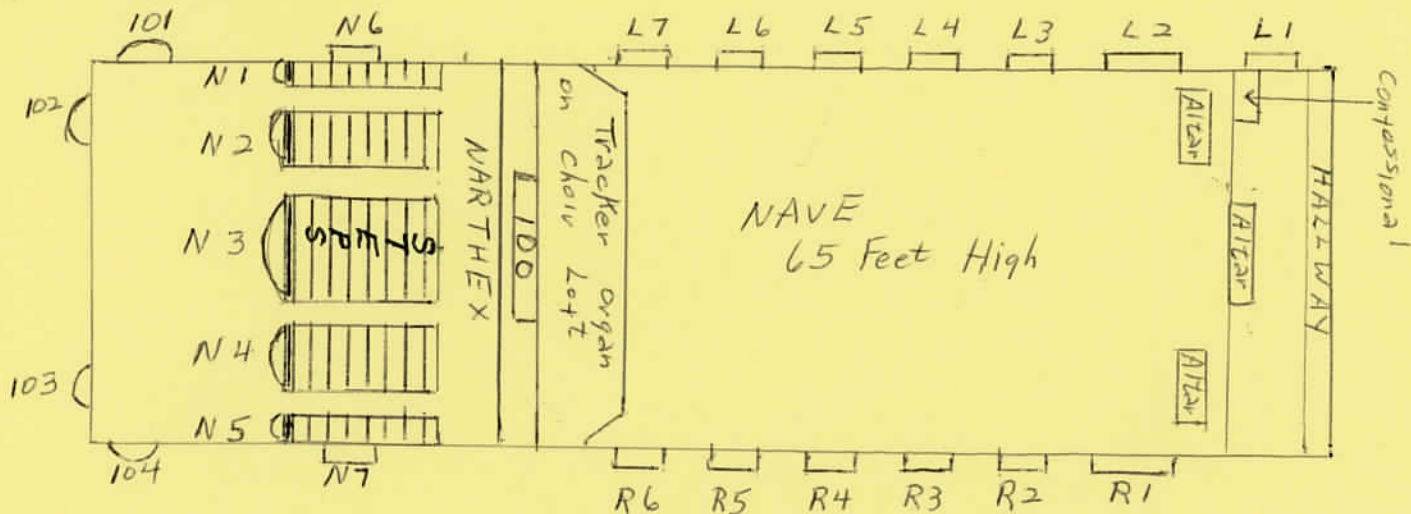 101
N6
L7
L6
L5
L4
L3
L2
L1
N1
102
N2
N3
STEPS
N4
103
N5
104
N7
NARTHEX
100
Tracker organ
on Choir Loft
NAVE
65 Feet High
Altar
Altar
Altar
Confassional
HALLWAY
R6
R5
R4
R3
R2
R1